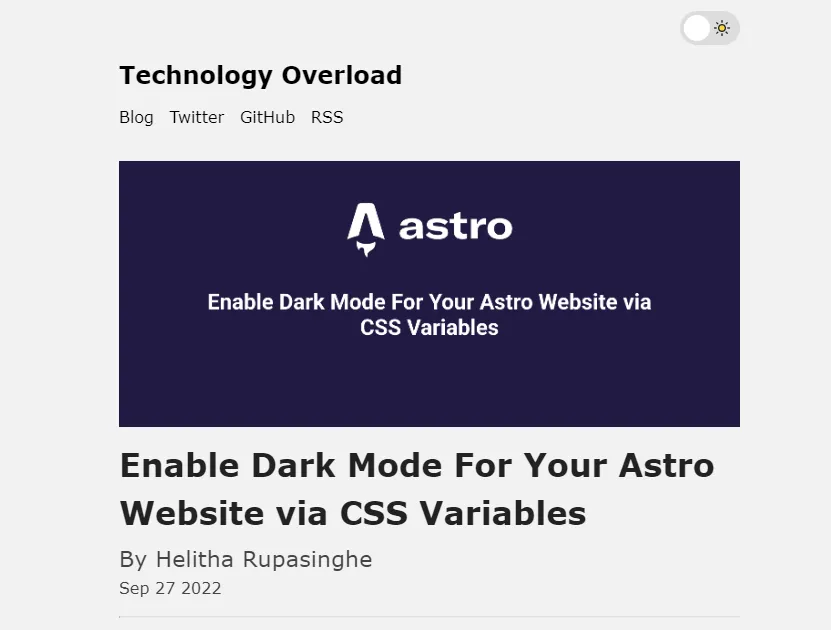 Technology Overload
Blog Twitter GitHub RSS
astro
Enable Dark Mode For Your Astro Website via
CSS Variables
Enable Dark Mode For Your Astro
Website via CSS Variables
By Helitha Rupasinghe
Sep 27 2022